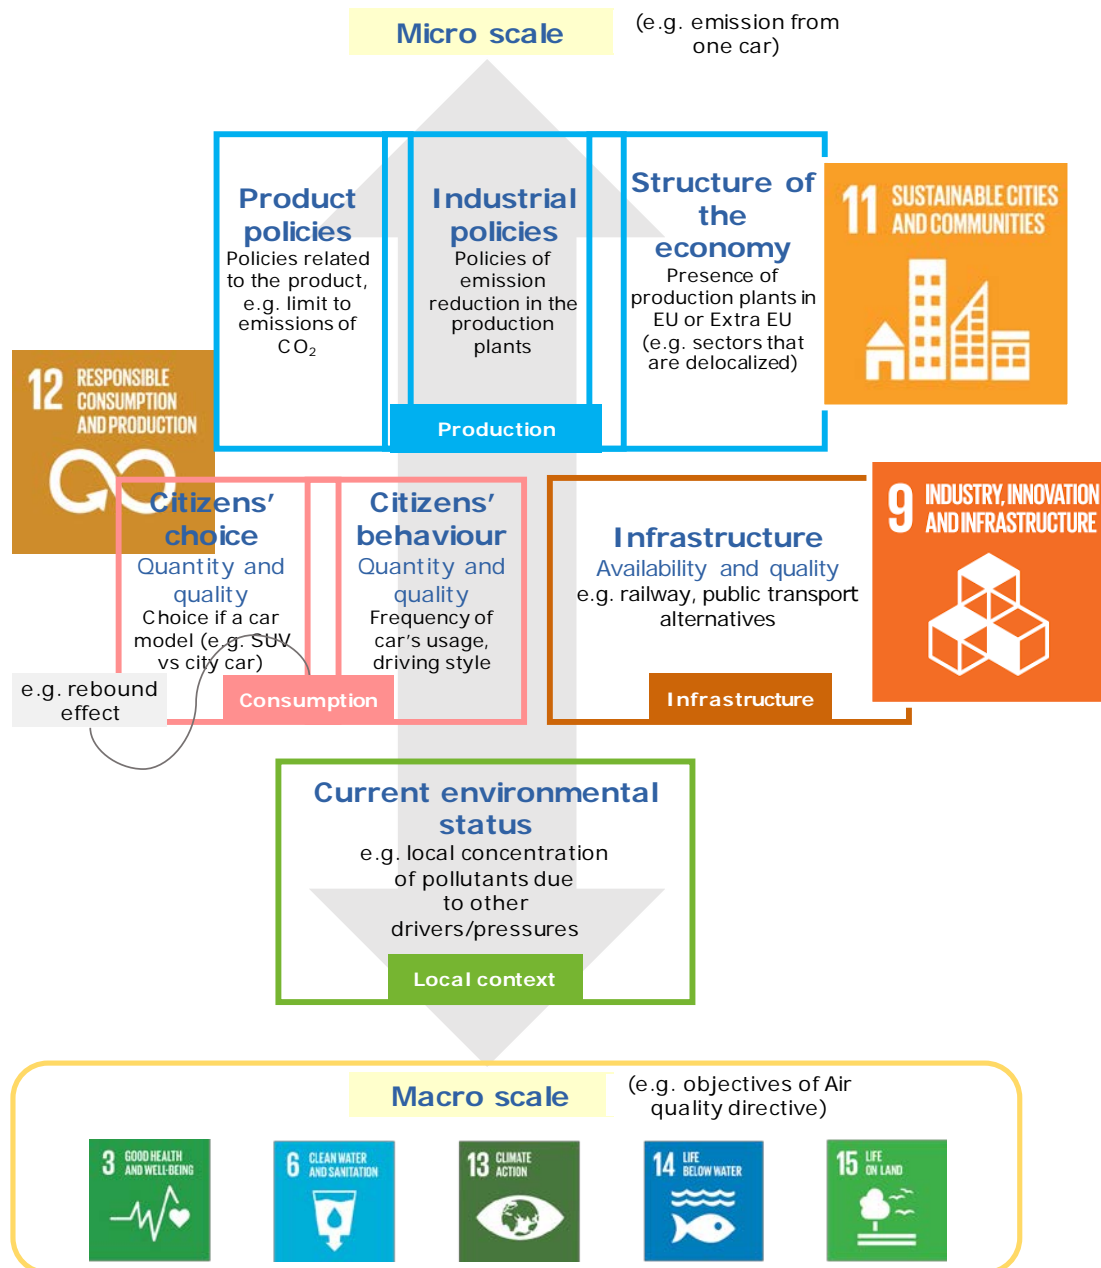 Micro scale
(e.g. emission from
one car)
Product
policies
Policies related
to the product,
e.g. limit to
emissions of
CO₂
Industrial
policies
Policies of
emission
reduction in the
production
plants
Structure of
the
economy
Presence of
production plants in
EU or Extra EU
(e.g. sectors that
are delocalized)
Production
11 SUSTAINABLE CITIES
AND COMMUNITIES
12 RESPONSIBLE
CONSUMPTION
AND PRODUCTION
Citizens’
choice
Quantity and
quality
Choice if a car
model (e.g. SUV
vs city car)
Citizens’
behaviour
Quantity and
quality
Frequency of
car’s usage,
driving style
Consumption
e.g. rebound
effect
Infrastructure
Availability and quality
e.g. railway, public transport
alternatives
Infrastructure
9 INDUSTRY, INNOVATION
AND INFRASTRUCTURE
Current environmental
status
e.g. local concentration
of pollutants due
to other
drivers/pressures
Local context
Macro scale
(e.g. objectives of Air
quality directive)
3 GOOD HEALTH
AND WELL-BEING
6 CLEAN WATER
AND SANITATION
13 CLIMATE
ACTION
14 LIFE
BELOW WATER
15 LIFE
ON LAND